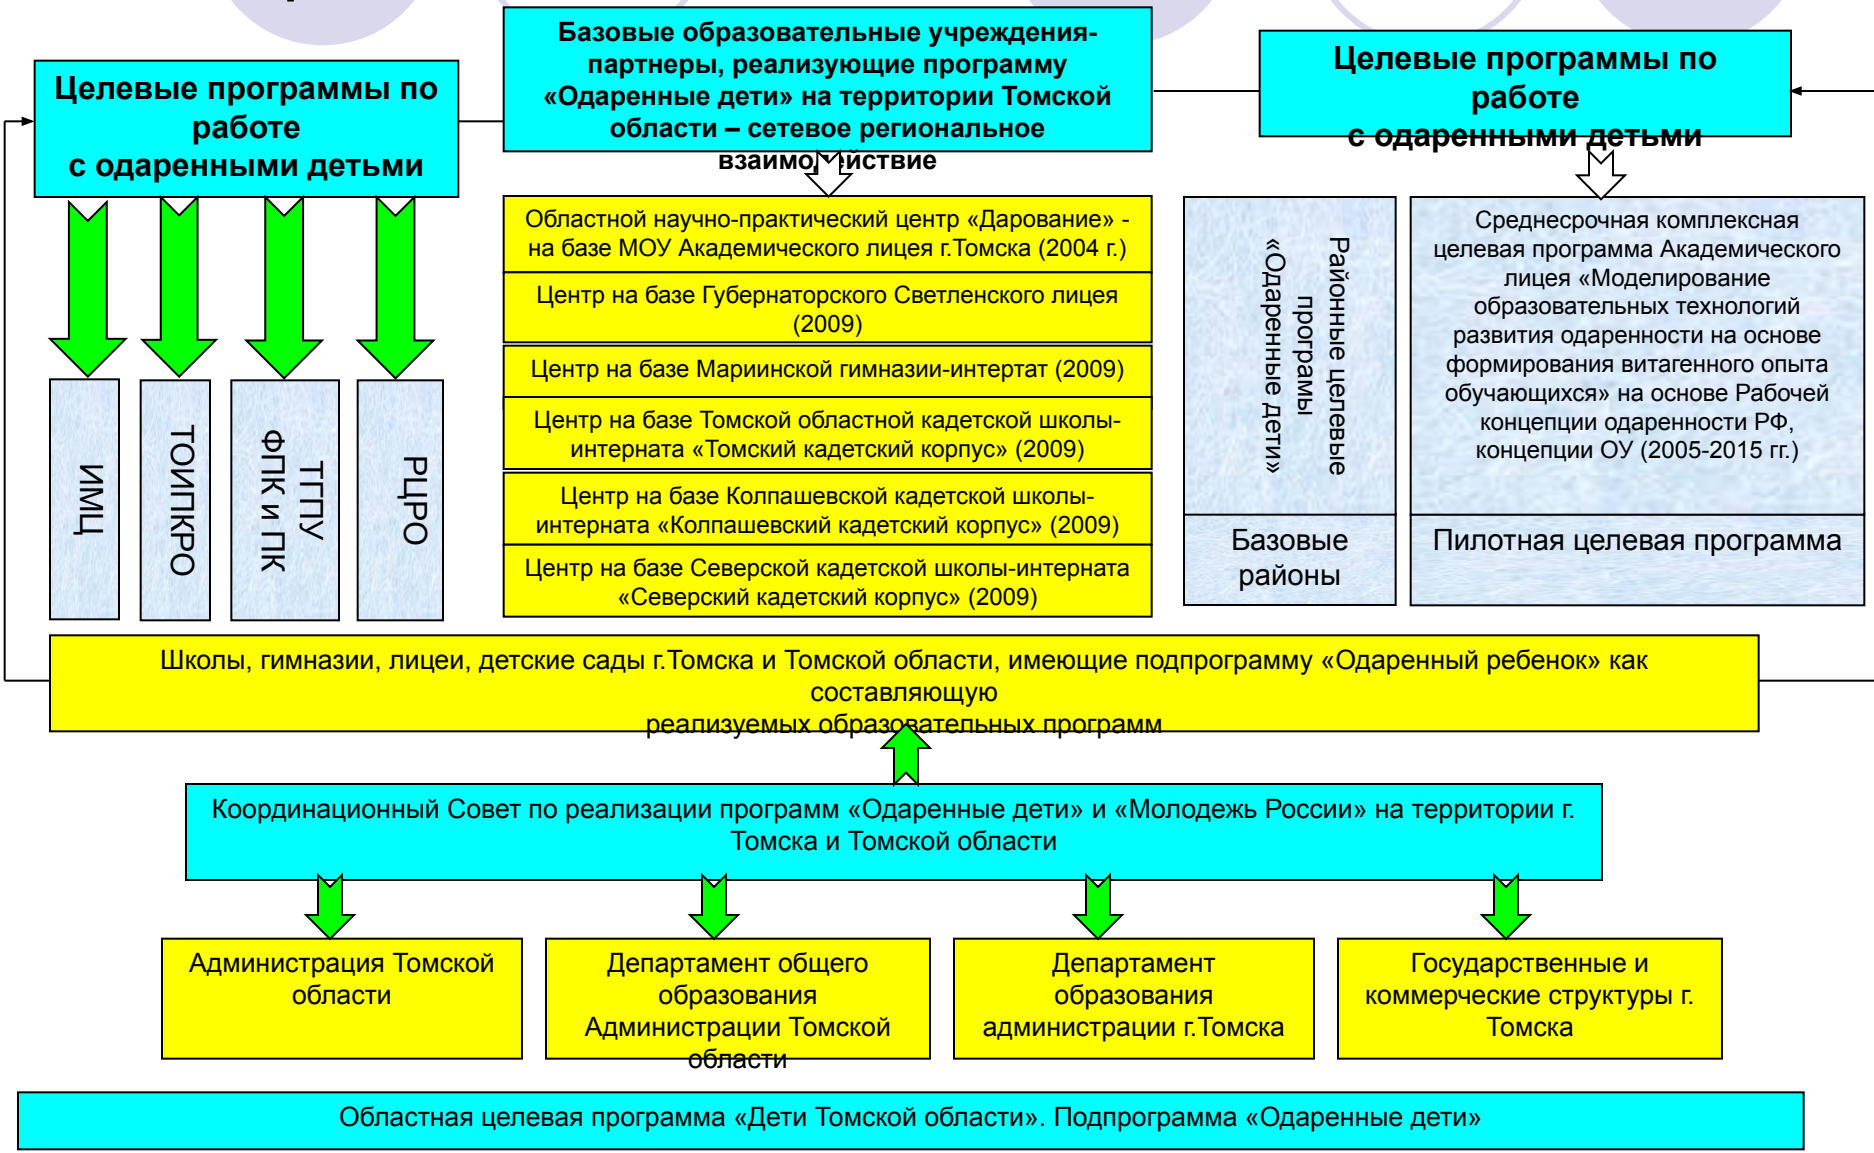 Базовые образовательные учреждения-
партнеры, реализующие программу
«Одаренные дети» на территории Томской
области – сетевое региональное
взаимодействие
Целевые программы по
работе
с одаренными детьми
Целевые программы по
работе
с одаренными детьми
ИМЦ
ТОИПКРО
ТГПУ
ФПК и ПК
РЦРО
Областной научно-практический центр «Дарование» -
на базе МОУ Академического лицея г.Томска (2004 г.)
Центр на базе Губернаторского Светленского лицея
(2009)
Центр на базе Мариинской гимназии-интертат (2009)
Центр на базе Томской областной кадетской школы-
интерната «Томский кадетский корпус» (2009)
Центр на базе Колпашевской кадетской школы-
интерната «Колпашевский кадетский корпус» (2009)
Центр на базе Северской кадетской школы-интерната
«Северский кадетский корпус» (2009)
Районные целевые
програмы
«Одаренные дети»
Базовые
районы
Среднесрочная комплексная
целевая программа Академического
лицея «Моделирование
образовательных технологий
развития одаренности на основе
формирования витагенного опыта
обучающихся» на основе Рабочей
концепции одаренности РФ,
концепции ОУ (2005-2015 гг.)
Пилотная целевая программа
Школы, гимназии, лицеи, детские сады г.Томска и Томской области, имеющие подпрограмму «Одаренный ребенок» как
составляющую
реализуемых образовательных программ
Координационный Совет по реализации программ «Одаренные дети» и «Молодежь России» на территории г.
Томска и Томской области
Администрация Томской
области
Департамент общего
образования
Администрации Томской
области
Департамент
образования
администрации г.Томска
Государственные и
коммерческие структуры г.
Томска
Областная целевая программа «Дети Томской области». Подпрограмма «Одаренные дети»